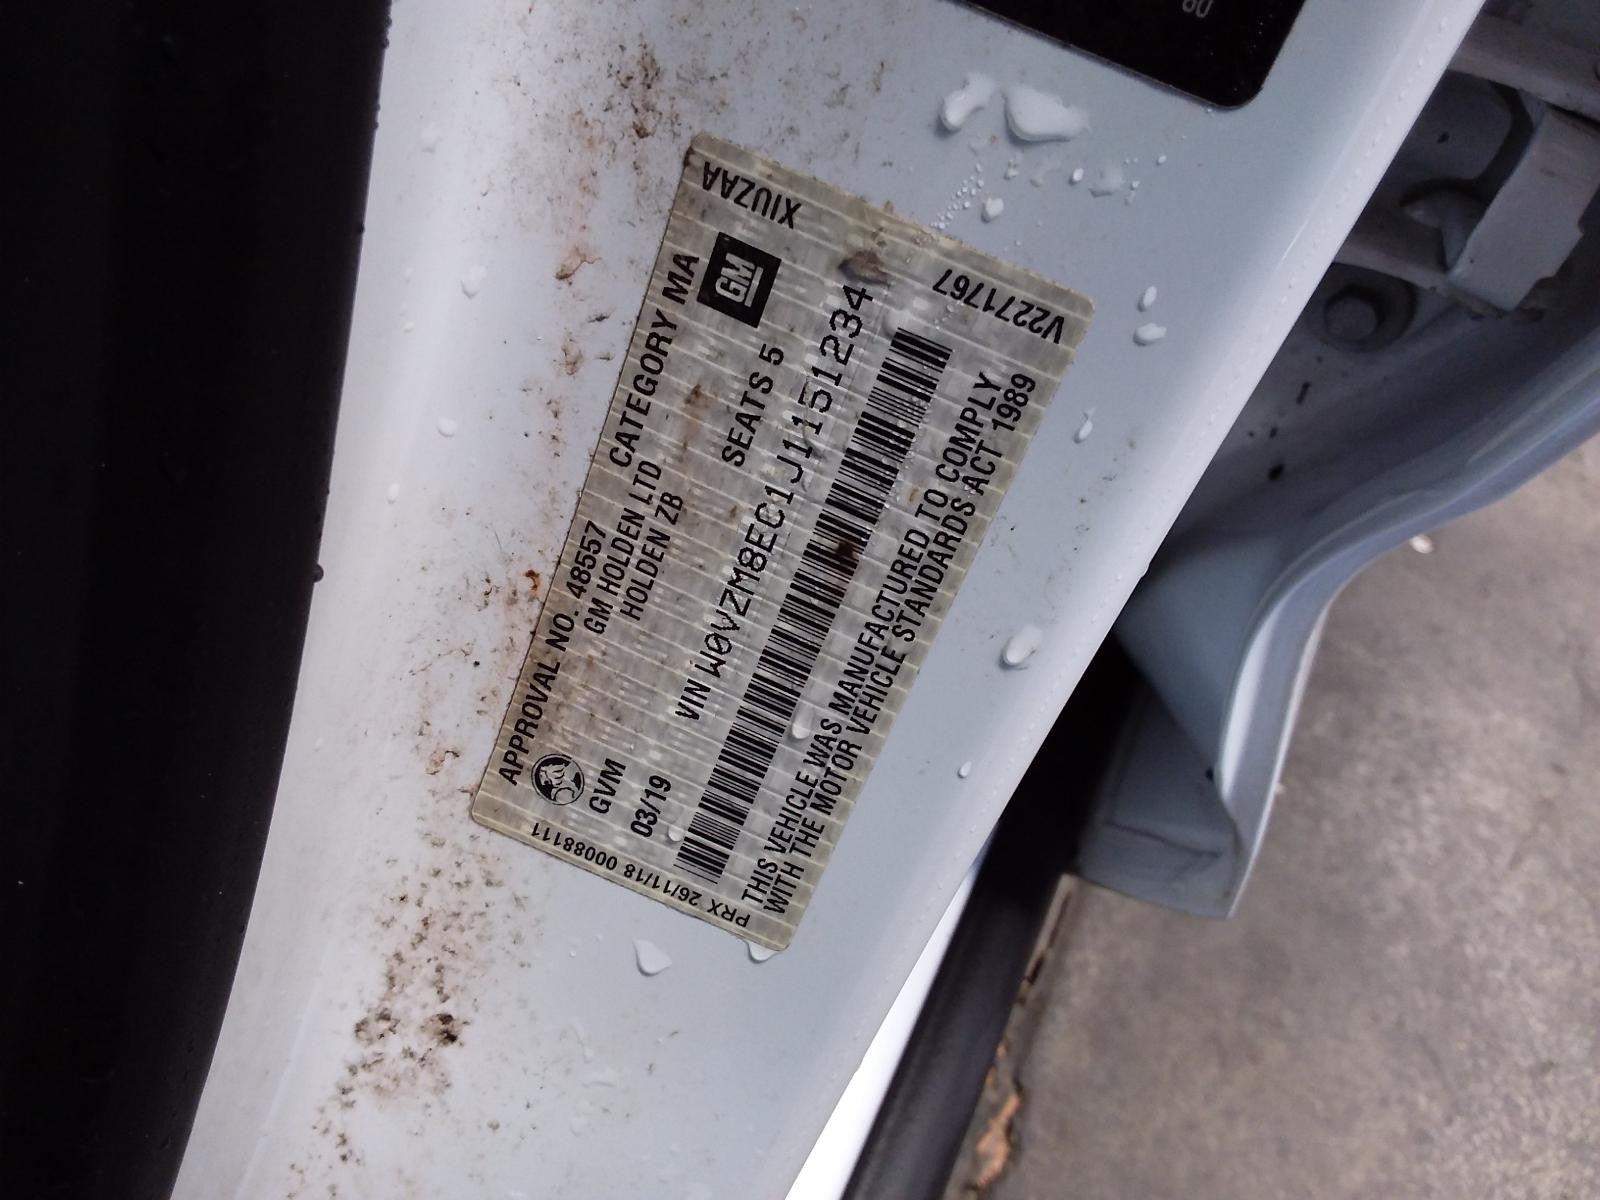 APPROVAL NO. 48557 CATEGORY MA
GM HOLDEN LTD
HOLDEN ZB
GM
GVM
SEATS 5
03/19
VIN W0VZM8EC1J1151234
THIS VEHICLE WAS MANUFACTURED TO COMPLY
WITH THE MOTOR VEHICLE STANDARDS ACT 1989
PRX 26/11/18 00088111
XIUZAA
V2271767